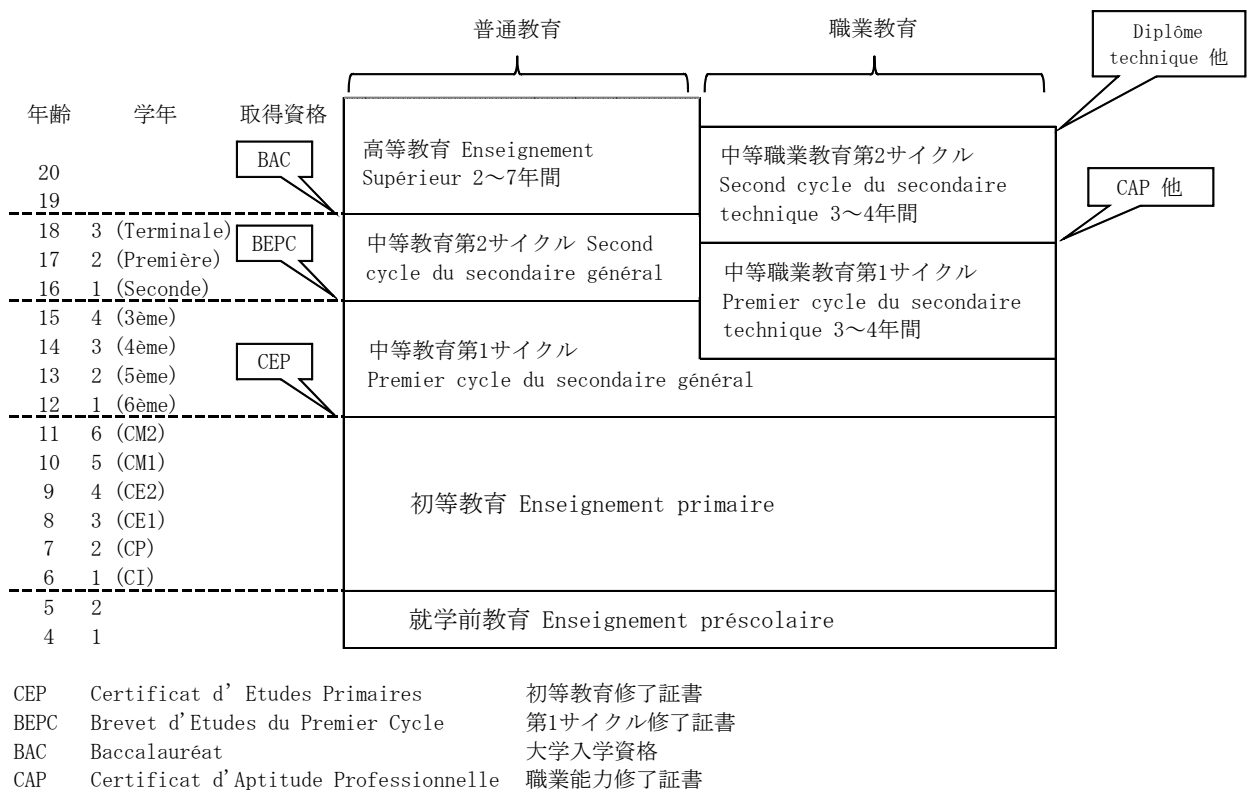 普通教育
職業教育
Diplôme
technique 他
年齢 学年 取得資格
BAC
高等教育 Enseignement
Supérieur 2～7年間
中等職業教育第2サイクル
Second cycle du secondaire
technique 3～4年間
CAP 他
20
19
18 3 (Terminale)
17 2 (Première)
16 1 (Seconde)
BEPC
中等教育第2サイクル Second
cycle du secondaire général
中等職業教育第1サイクル
Premier cycle du secondaire
technique 3～4年間
15 4 (3ème)
14 3 (4ème)
13 2 (5ème)
12 1 (6ème)
CEP
中等教育第1サイクル
Premier cycle du secondaire général
11 6 (CM2)
10 5 (CM1)
9 4 (CE2)
8 3 (CE1)
7 2 (CP)
6 1 (CI)
初等教育 Enseignement primaire
5 2
4 1
就学前教育 Enseignement préscolaire
CEP Certificat d’Etudes Primaires 初等教育修了証書
BEPC Brevet d'Etudes du Premier Cycle 第1サイクル修了証書
BAC Baccalauréat 大学入学資格
CAP Certificat d'Aptitude Professionnelle 職業能力修了証書